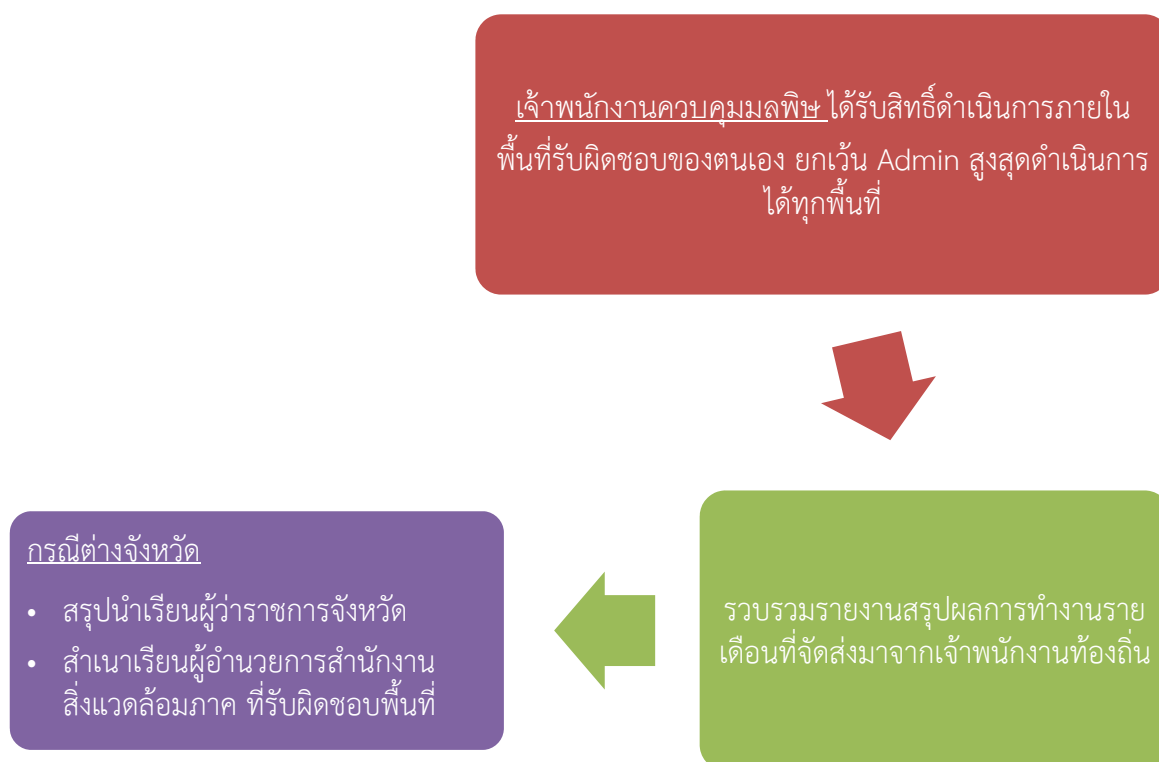 เจ้าพนักงานควบคุมมลพิษ ได้รับสิทธิ์ดำเนินการภายใน
พื้นที่รับผิดชอบของตนเอง ยกเว้น Admin สูงสุดดำเนินการ
ได้ทุกพื้นที่
รวบรวมรายงานสรุปผลการทำงานราย
เดือนที่จัดส่งมาจากเจ้าพนักงานท้องถิ่น
กรณีต่างจังหวัด
• สรุปนำเรียนผู้ว่าราชการจังหวัด
• สำเนาเรียนผู้อำนวยการสำนักงาน
สิ่งแวดล้อมภาค ที่รับผิดชอบพื้นที่